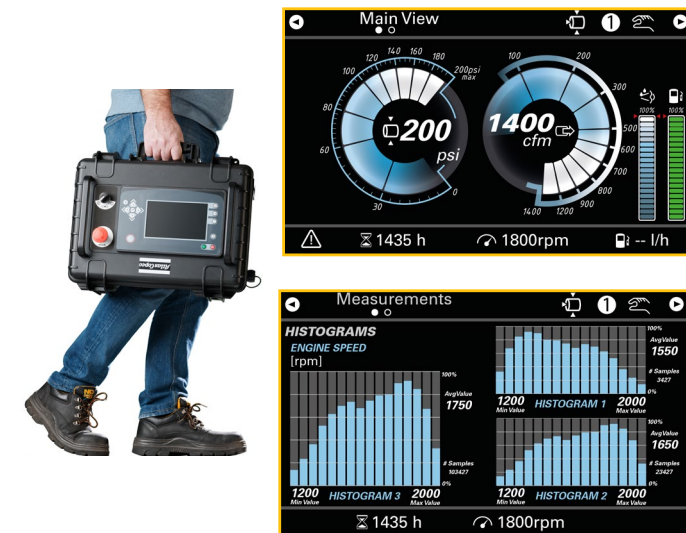 Atlas Copco
Main View
1
100
120
140
160
180
200psi
max
80
60
30
0
200
psi
100
200
300
500
600
700
800
900
1200
1400
1400
cfm
100%
100%
1435 h
1800rpm
-- l/h
Measurements
1
HISTOGRAMS
ENGINE SPEED
[rpm]
100%
AvgValue
1750
# Samples
103427
0%
1200
Min Value
HISTOGRAM 3
2000
Max Value
100%
AvgValue
1550
# Samples
3427
0%
1200
Min Value
HISTOGRAM 1
2000
Max Value
100%
AvgValue
1650
# Samples
23427
0%
1200
Min Value
HISTOGRAM 2
2000
Max Value
1435 h
1800rpm